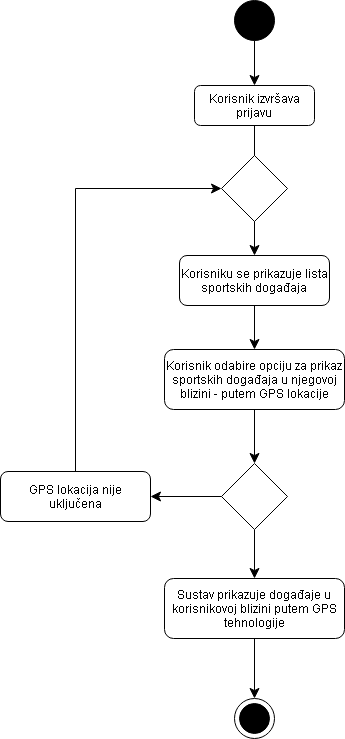 Korisnik izvršava
prijavu
Korisniku se prikazuje lista
sportskih događaja
Korisnik odabire opciju za prikaz
sportskih događaja u njegovoj
blizini - putem GPS lokacije
GPS lokacija nije
uključena
Sustav prikazuje događaje u
korisnikovoj blizini putem GPS
tehnologije